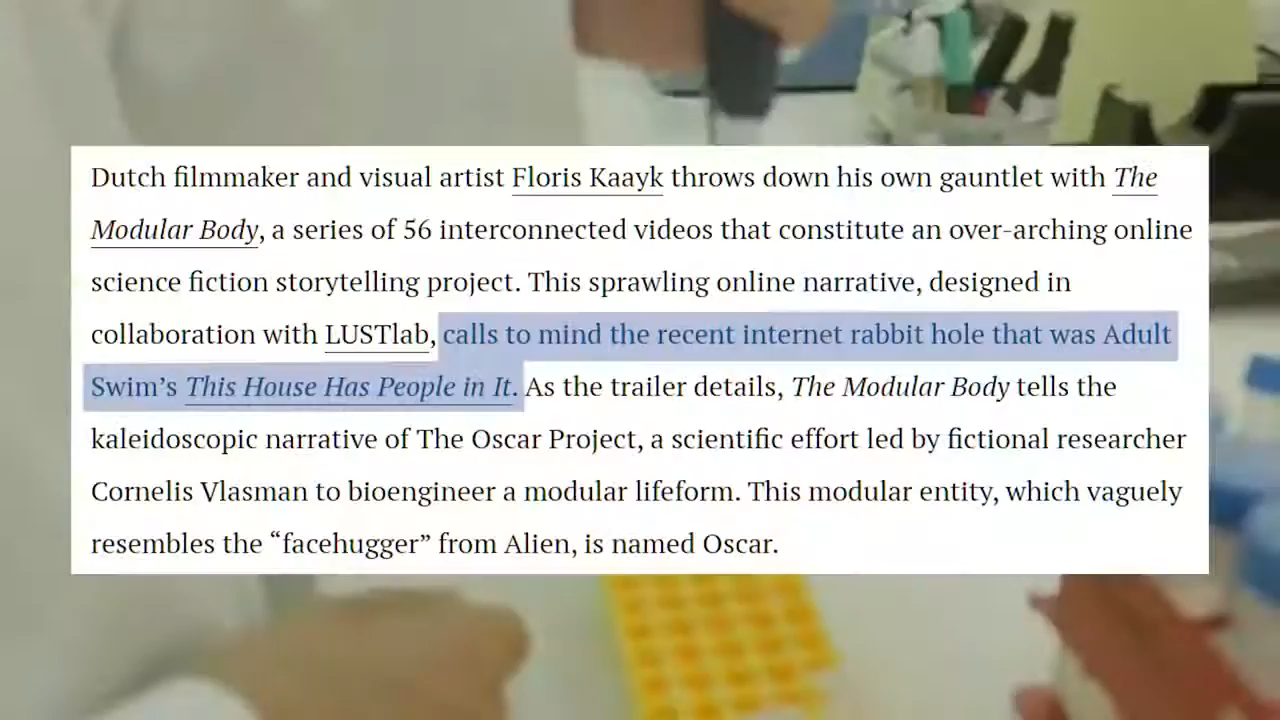 Dutch filmmaker and visual artist Floris Kaayk throws down his own gauntlet with The
Modular Body, a series of 56 interconnected videos that constitute an over-arching online
science fiction storytelling project. This sprawling online narrative, designed in
collaboration with LUSTlab, calls to mind the recent internet rabbit hole that was Adult
Swim’s This House Has People in It. As the trailer details, The Modular Body tells the
kaleidoscopic narrative of The Oscar Project, a scientific effort led by fictional researcher
Cornelis Vlasman to bioengineer a modular lifeform. This modular entity, which vaguely
resembles the “facehugger” from Alien, is named Oscar.